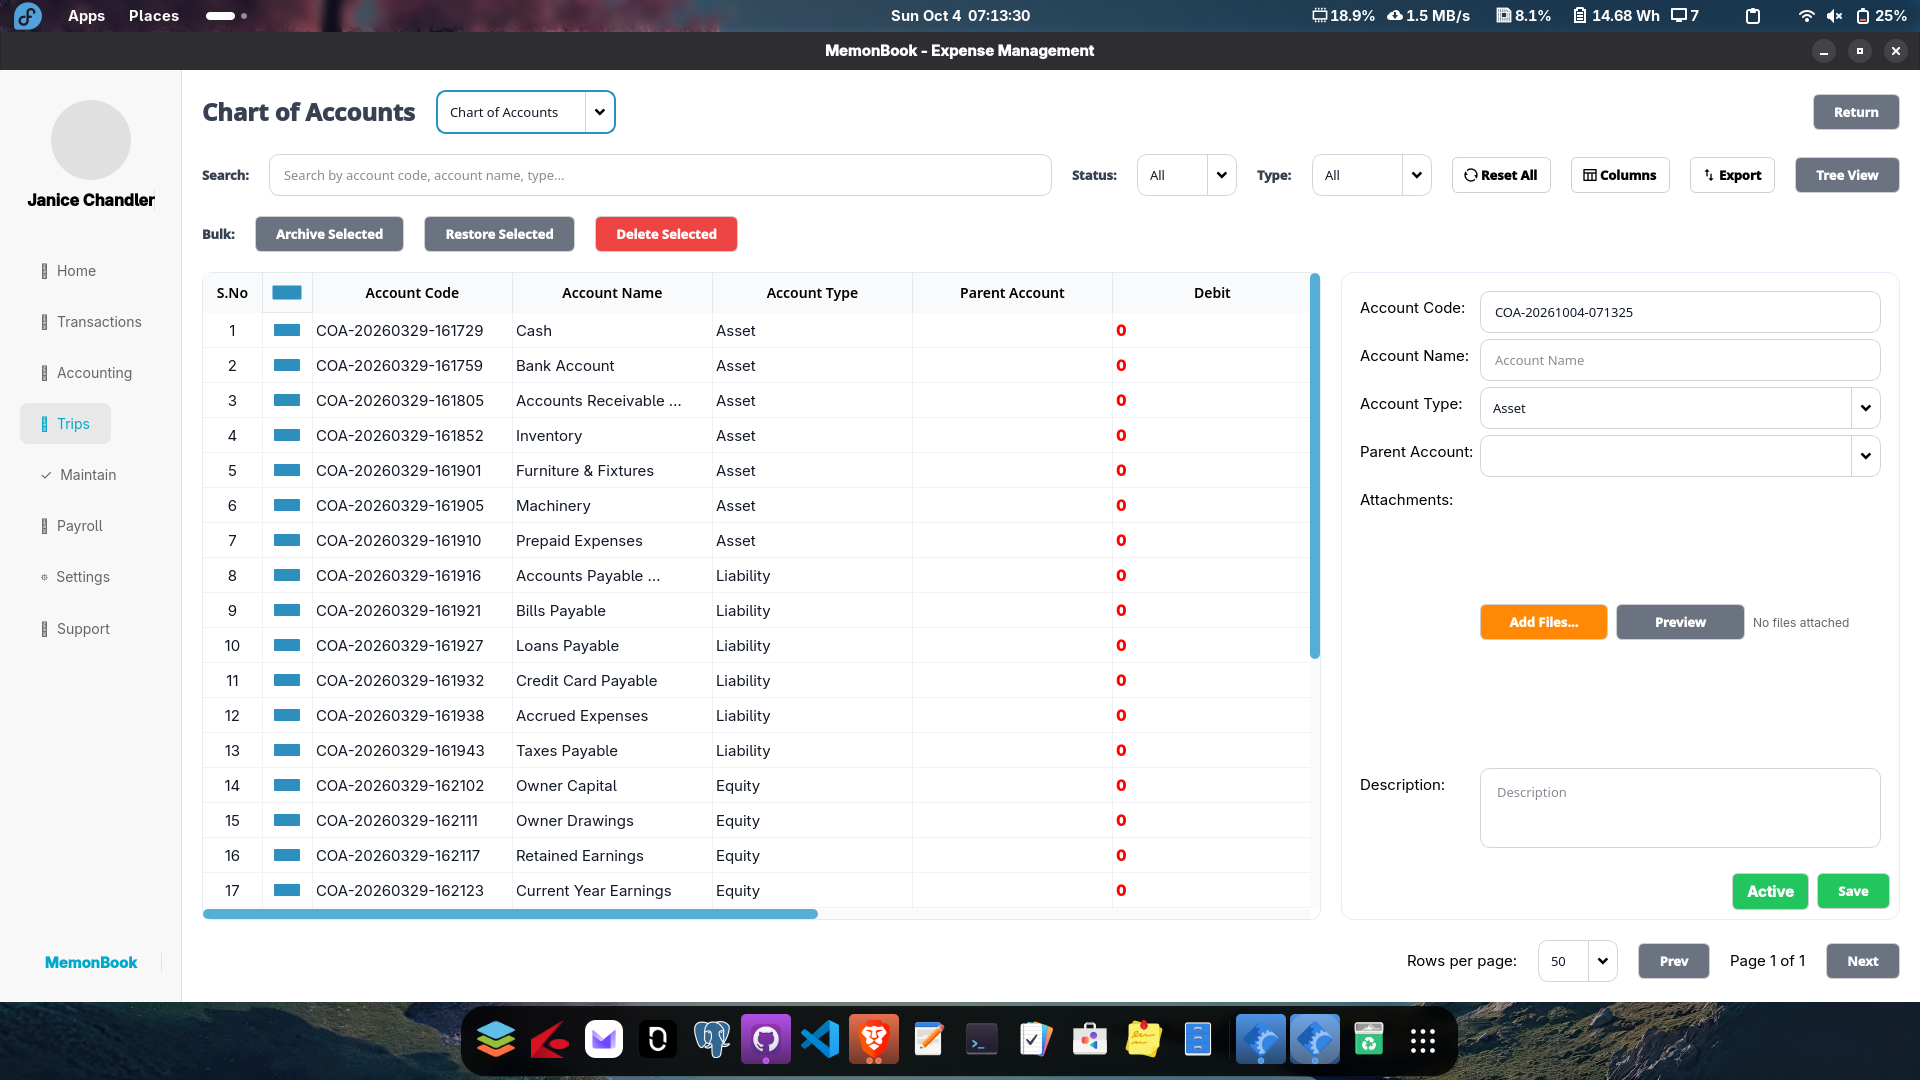 Apps Places Sun Oct 4 07:13:30 18.9% 1.5 MB/s 8.1% 14.68 Wh 7 25%
MemonBook - Expense Management
Janice Chandler
Home
Transactions
Accounting
Trips
Maintain
Payroll
Settings
Support
MemonBook
Chart of Accounts Chart of Accounts Return
Search: Search by account code, account name, type... Status: All Type: All Reset All Columns Export Tree View
Bulk: Archive Selected Restore Selected Delete Selected
S.No Account Code Account Name Account Type Parent Account Debit
1 COA-20260329-161729 Cash Asset 0
2 COA-20260329-161759 Bank Account Asset 0
3 COA-20260329-161805 Accounts Receivable ... Asset 0
4 COA-20260329-161852 Inventory Asset 0
5 COA-20260329-161901 Furniture & Fixtures Asset 0
6 COA-20260329-161905 Machinery Asset 0
7 COA-20260329-161910 Prepaid Expenses Asset 0
8 COA-20260329-161916 Accounts Payable ... Liability 0
9 COA-20260329-161921 Bills Payable Liability 0
10 COA-20260329-161927 Loans Payable Liability 0
11 COA-20260329-161932 Credit Card Payable Liability 0
12 COA-20260329-161938 Accrued Expenses Liability 0
13 COA-20260329-161943 Taxes Payable Liability 0
14 COA-20260329-162102 Owner Capital Equity 0
15 COA-20260329-162111 Owner Drawings Equity 0
16 COA-20260329-162117 Retained Earnings Equity 0
17 COA-20260329-162123 Current Year Earnings Equity 0
Account Code: COA-20261004-071325
Account Name: Account Name
Account Type: Asset
Parent Account:
Attachments:
Add Files... Preview No files attached
Description: Description
Active Save
Rows per page: 50 Prev Page 1 of 1 Next